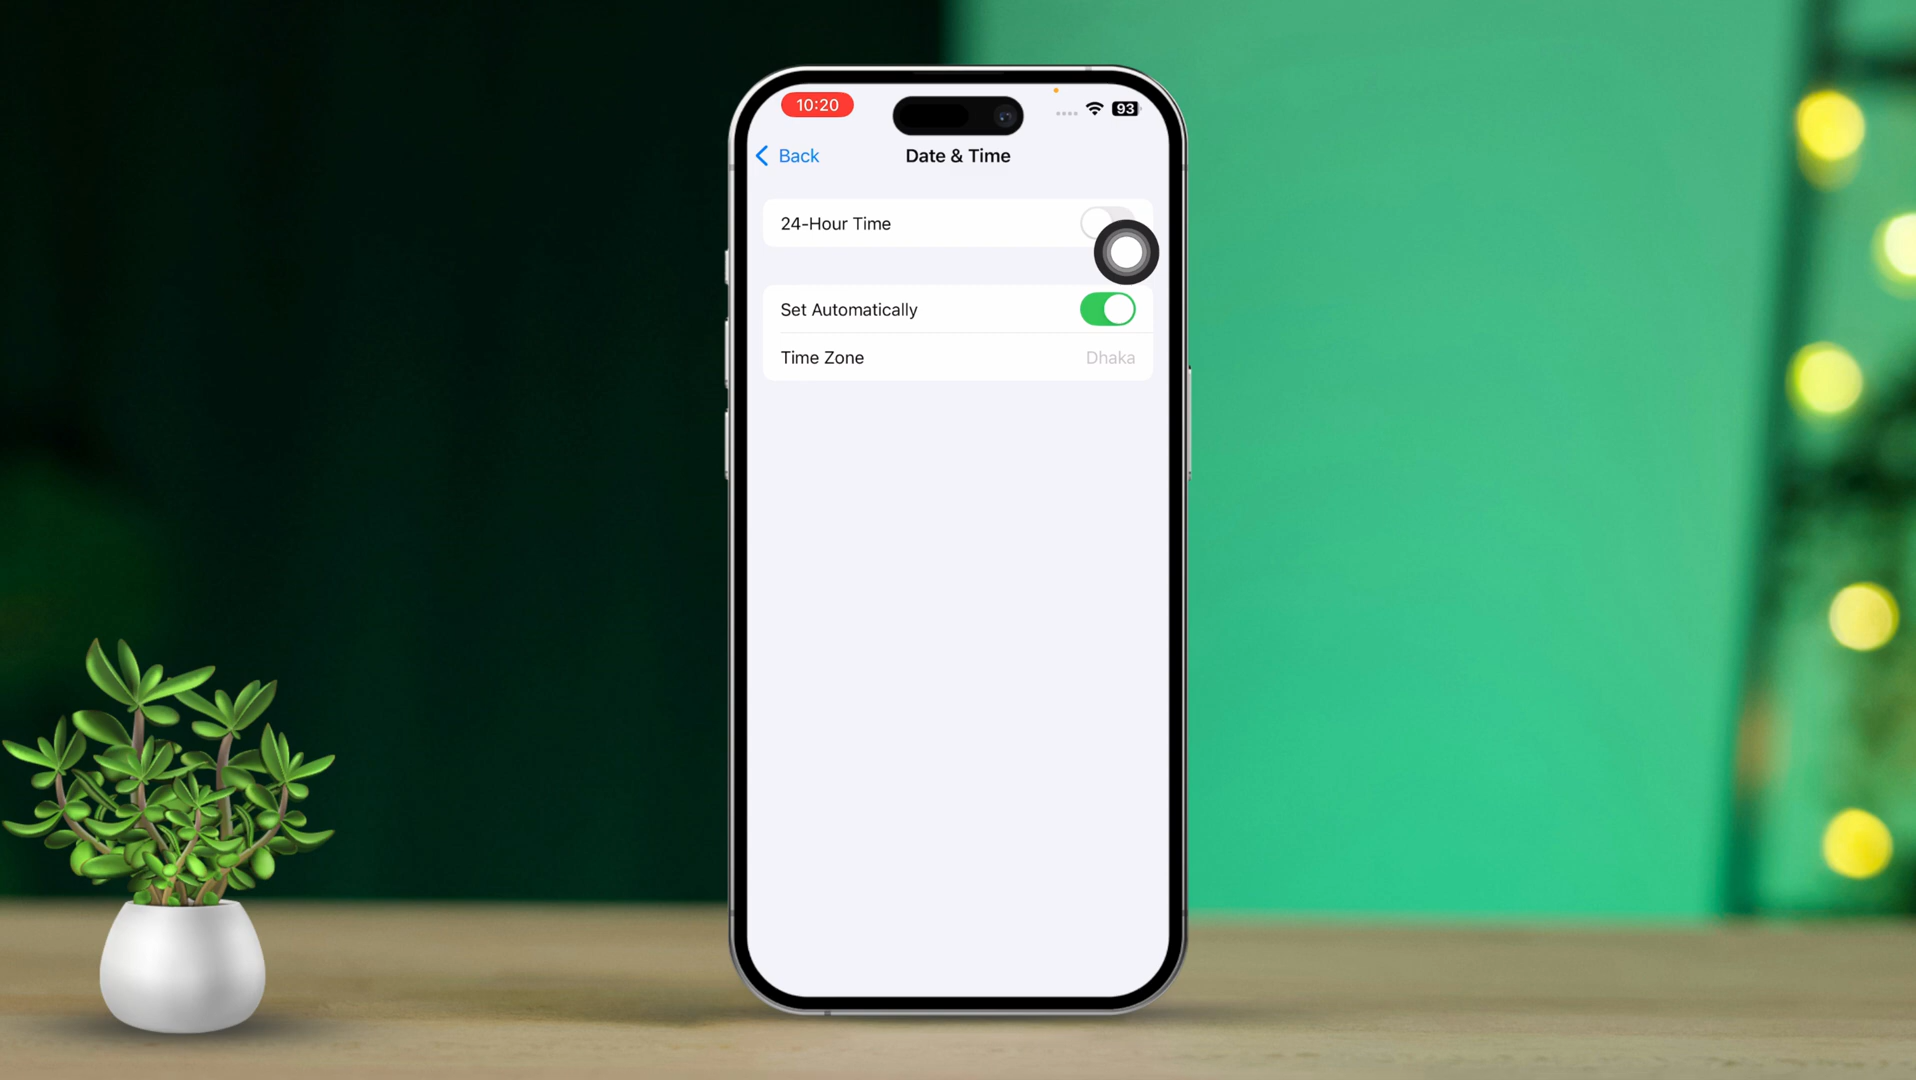 10:20
93
Back
Date & Time
24-Hour Time
Set Automatically
Time Zone
Dhaka